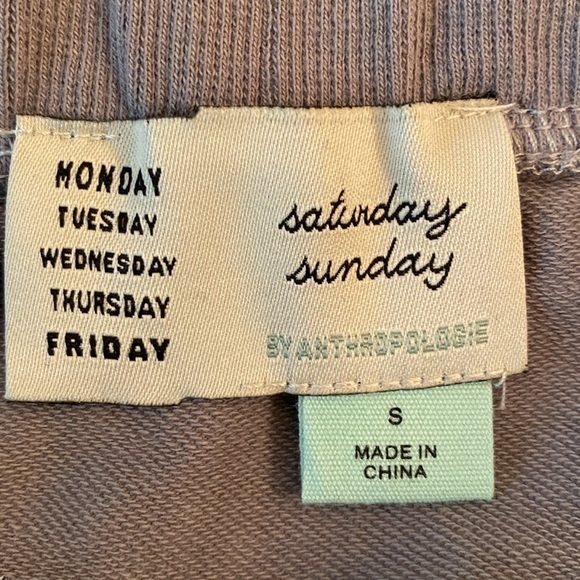 MONDAY
TUESDAY
WEDNESDAY
THURSDAY
FRIDAY
saturday
sunday
BY ANTHROPOLOGIE
S
MADE IN
CHINA